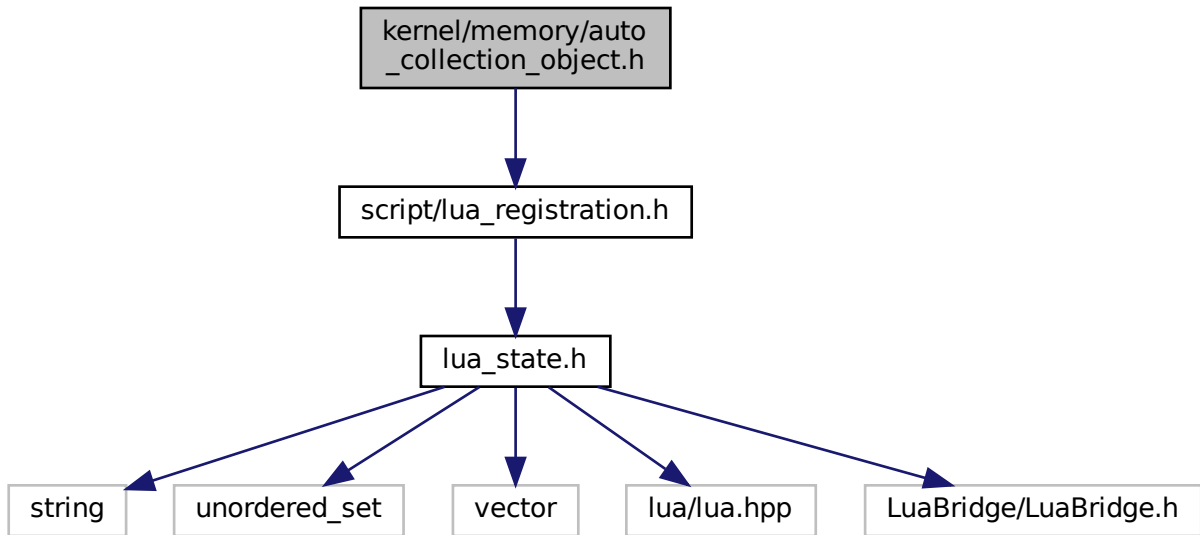 kernel/memory/auto
_collection_object.h
script/lua_registration.h
lua_state.h
string
unordered_set
vector
lua/lua.hpp
LuaBridge/LuaBridge.h